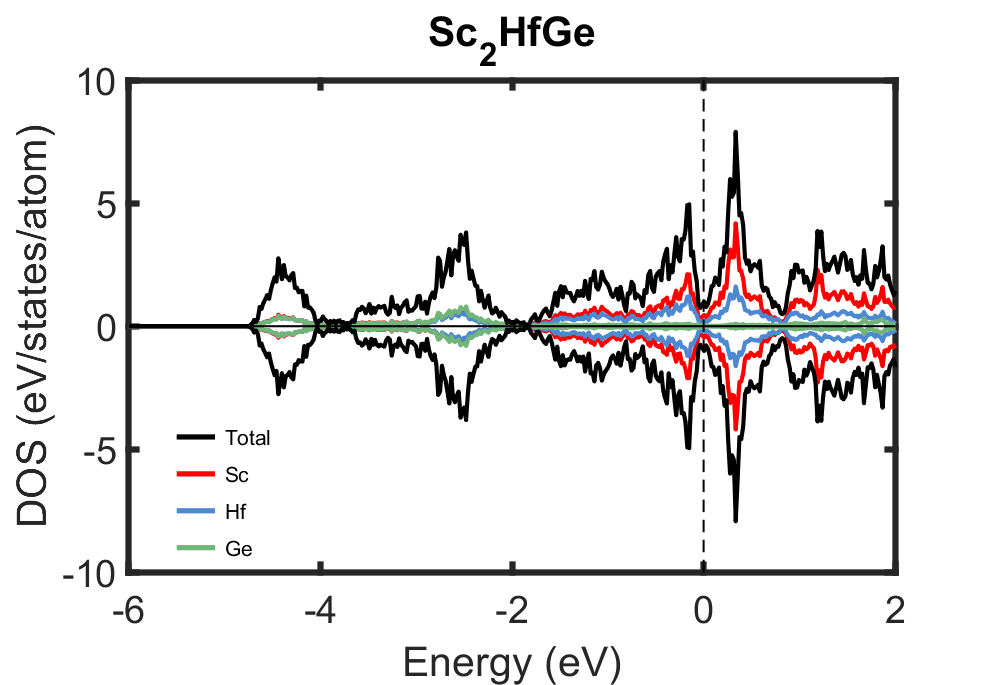 Sc2HfGe
10
5
0
-5
-10
DOS (eV/states/atom)
Total
Sc
Hf
Ge
-6 -4 -2 0 2
Energy (eV)